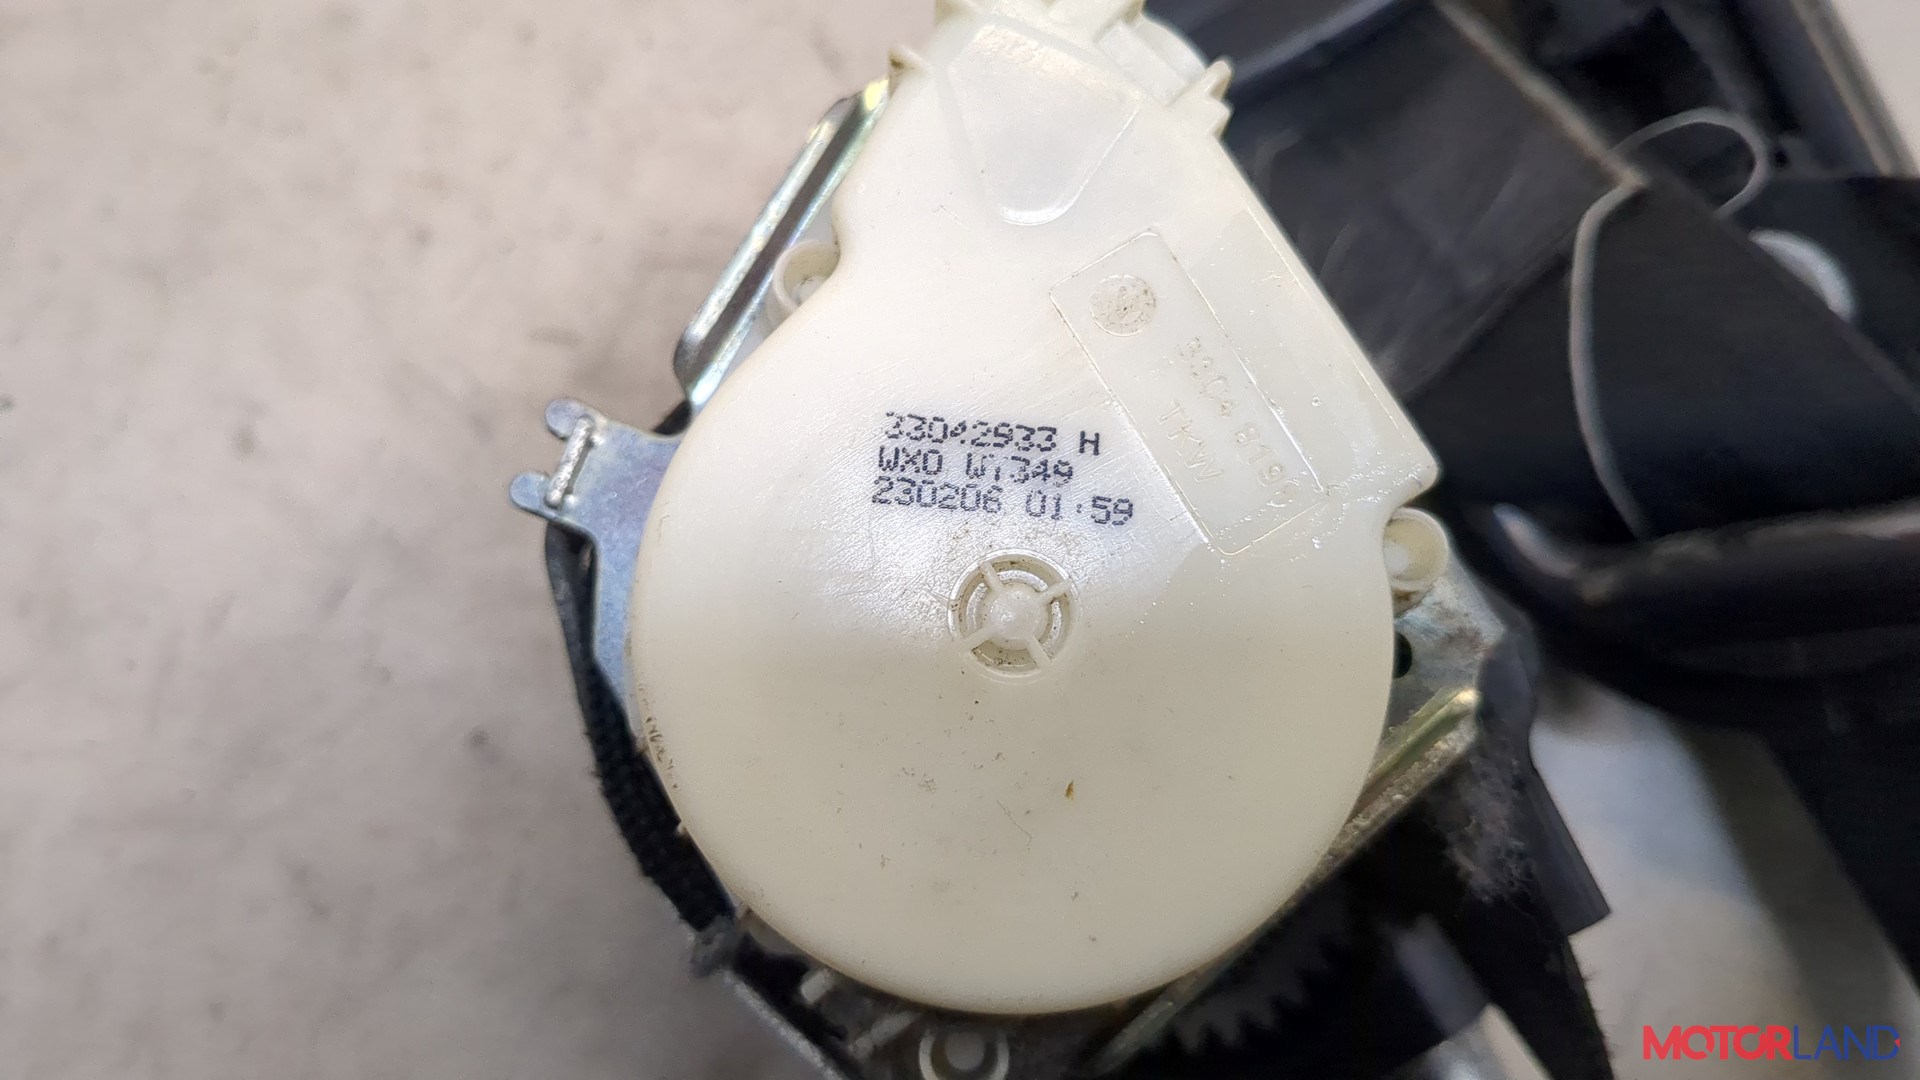 33042933 H
WXO W1349
230206 01:59
TKW
MOTORLAND